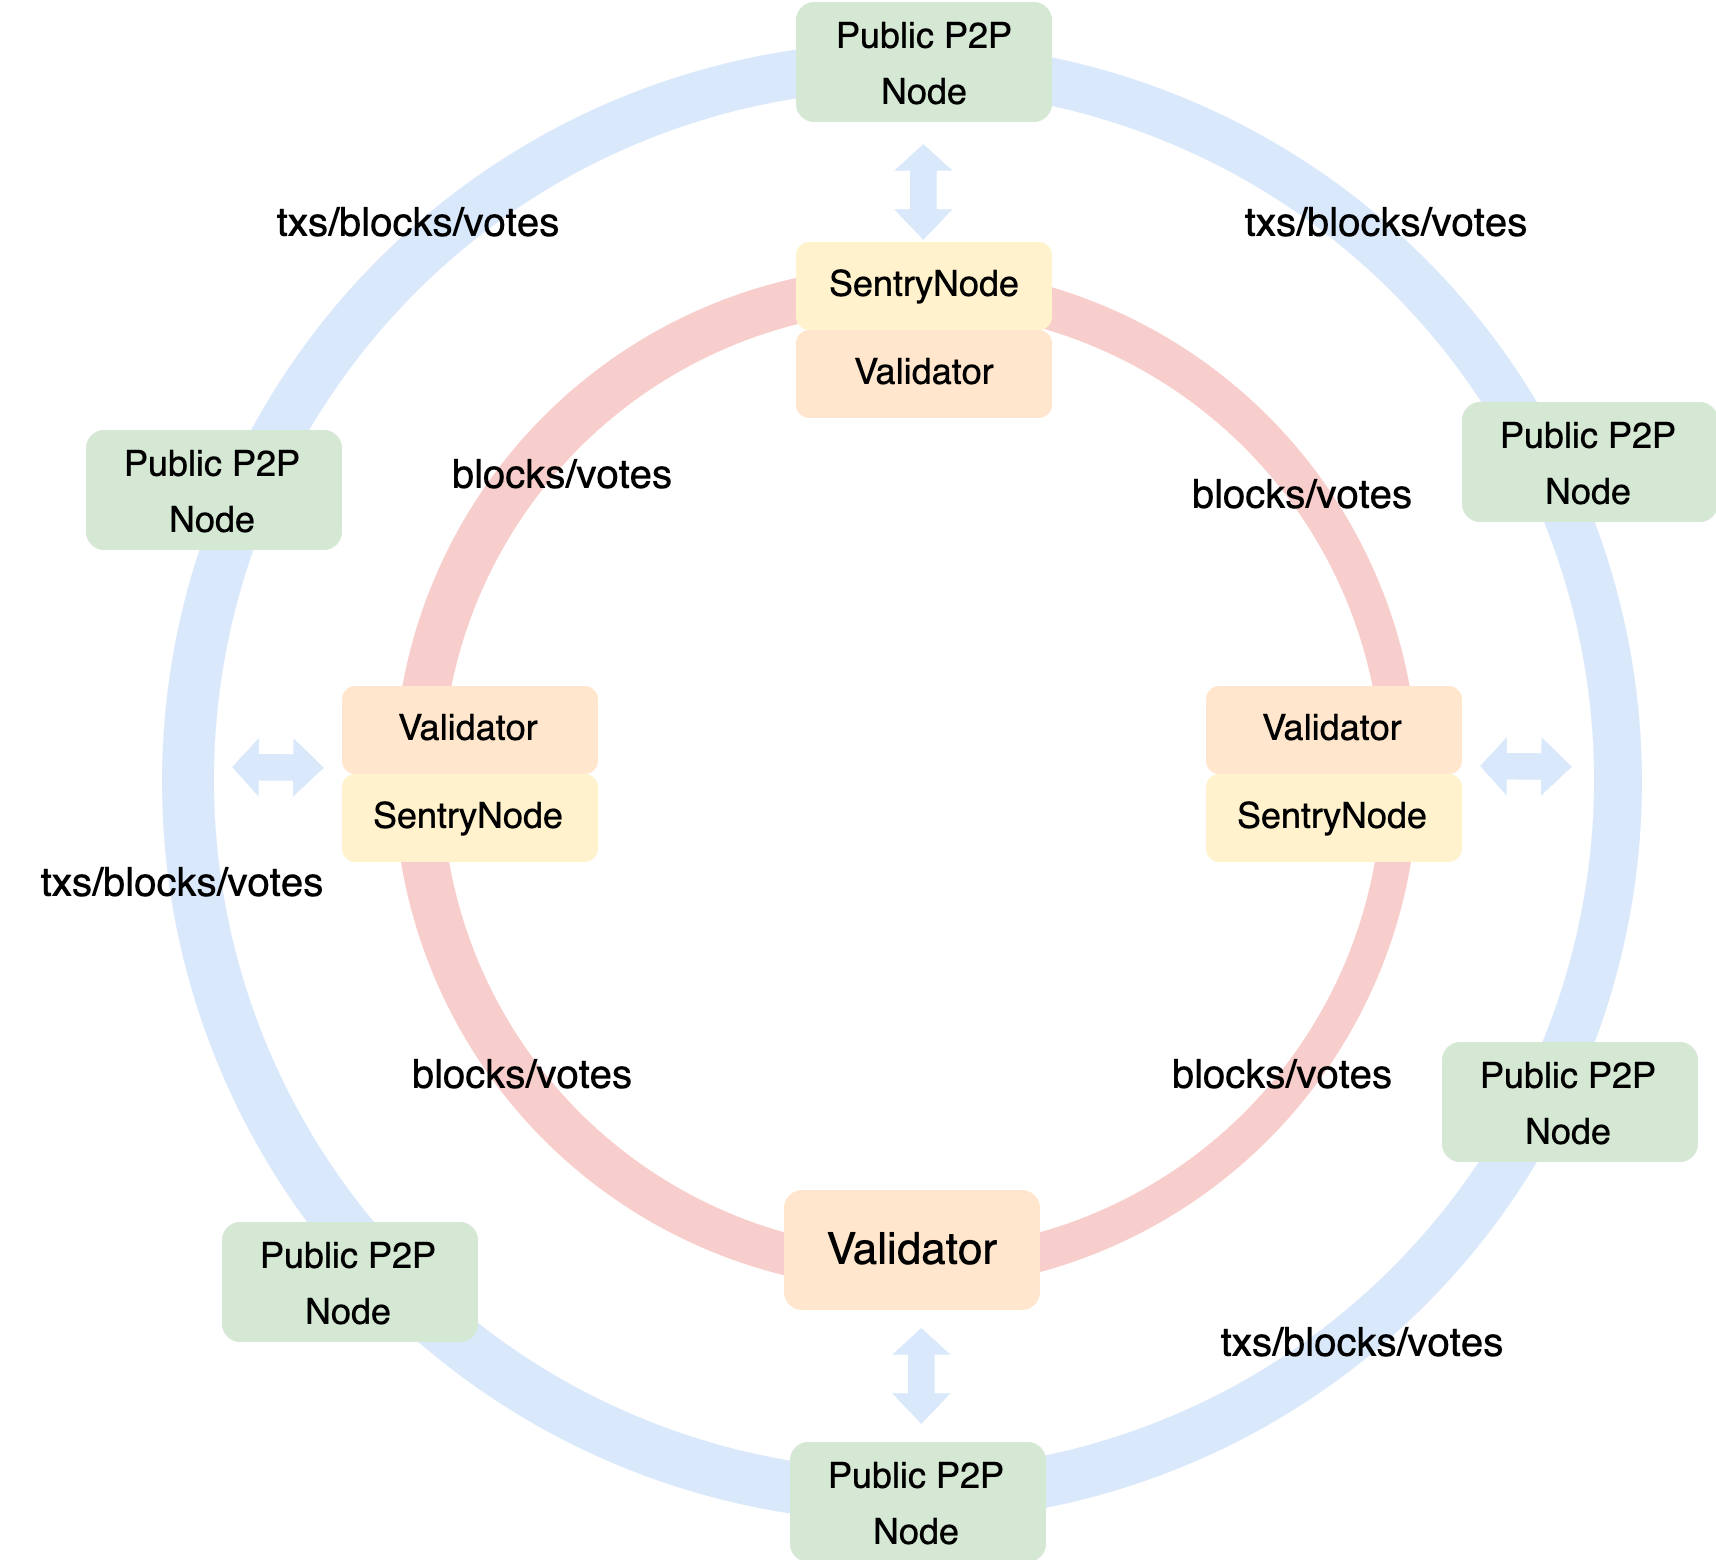 Public P2P
Node
txs/blocks/votes
txs/blocks/votes
SentryNode
Validator
Public P2P
Node
Public P2P
Node
blocks/votes
blocks/votes
Validator
SentryNode
Validator
SentryNode
txs/blocks/votes
blocks/votes
blocks/votes
Public P2P
Node
Validator
Public P2P
Node
txs/blocks/votes
Public P2P
Node